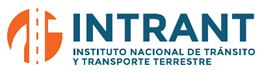 INTRANT
INSTITUTO NACIONAL DE TRÁNSITO
Y TRANSPORTE TERRESTRE